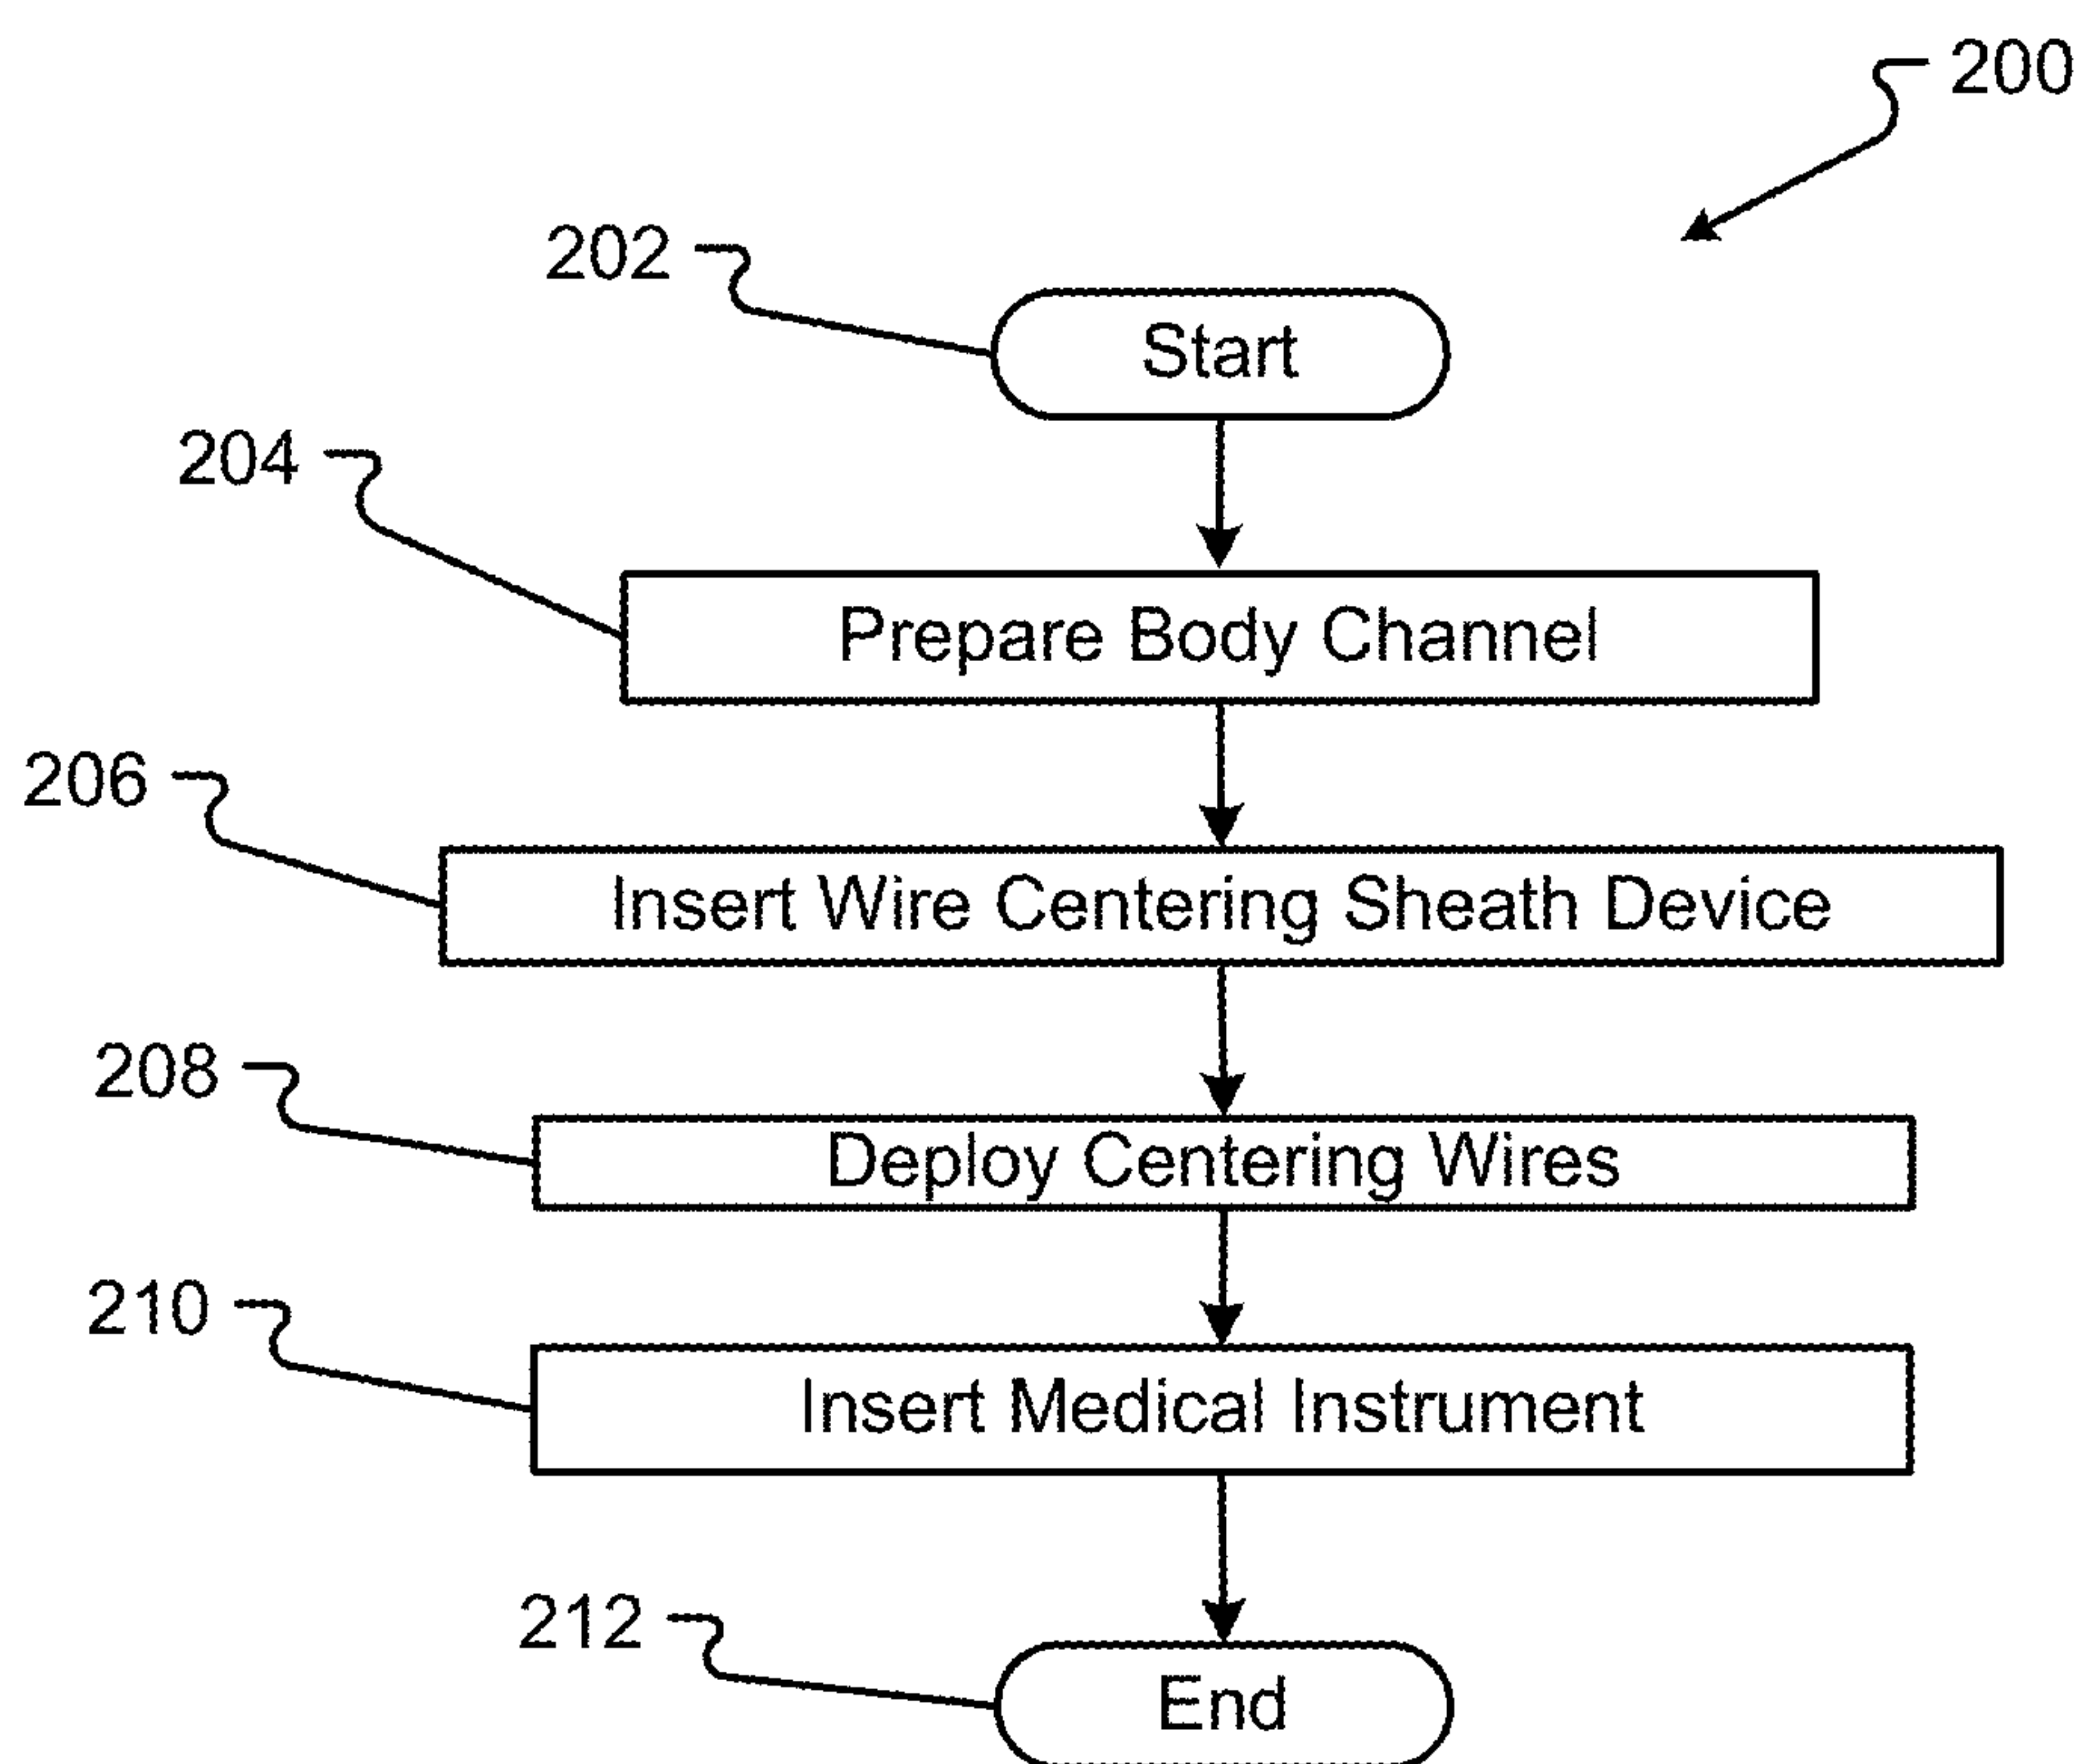 200
202
Start
204
Prepare Body Channel
206
Insert Wire Centering Sheath Device
208
Deploy Centering Wires
210
Insert Medical Instrument
212
End